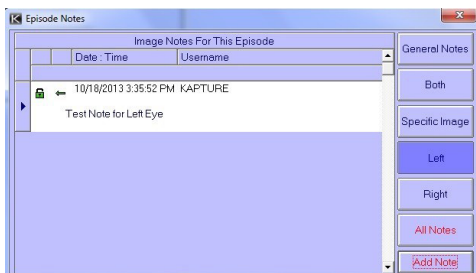 Episode Notes
Image Notes For This Episode
Date : Time Username
10/18/2013 3:35:52 PM KAPTURE
Test Note for Left Eye
General Notes
Both
Specific Image
Left
Right
All Notes
Add Note